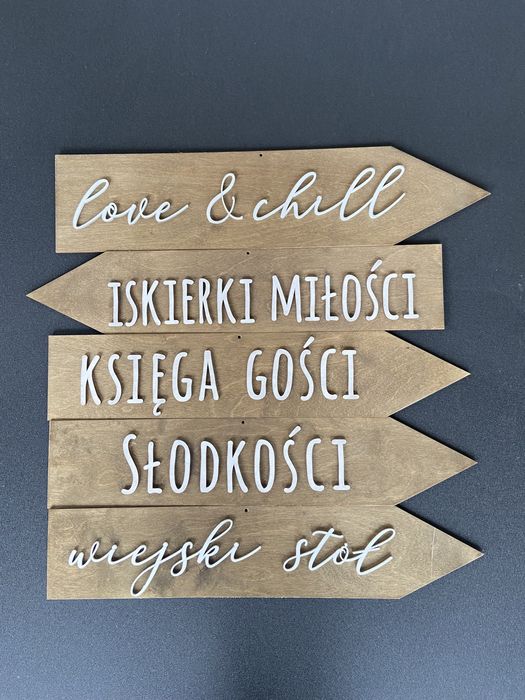 love & chill
ISKIERKI MIŁOŚCI
KSIĘGA GOŚCI
SŁODKOŚCI
wiejski stół